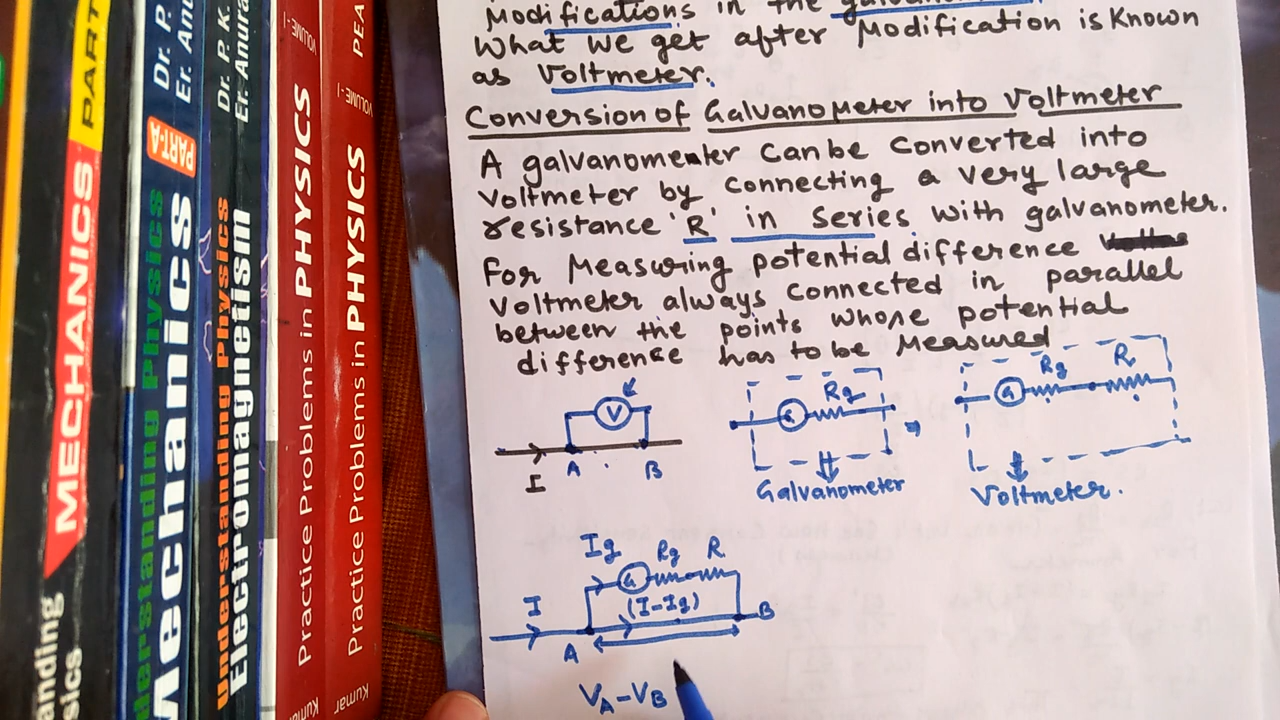 Modifications in the
What we get after Modification is Known
as Voltmeter.
Conversion of Galvanometer into Voltmeter
A galvanometer can be converted into
Voltmeter by connecting a very large
resistance 'R' in series with galvanometer.
For Measuring potential difference
Voltmeter always connected in parallel
between the points whose potential
difference has to be Measured
V
I
A
B
G
Rg
Galvanometer
G
Rg
R
Voltmeter.
Ig
G
Rg
R
I
(I-Ig)
A
B
VA-VB
MECHANICS PART
anding
sics
derstanding Physics
Mechanics PART-A
Dr. P.
Er. Anu
Understanding Physics
Electromagnetism
Dr. P. K.
Er. Anura
Practice Problems in PHYSICS
VOLUME-I
Kum
Practice Problems in PHYSICS
VOLUME-I
PEA
Kumar